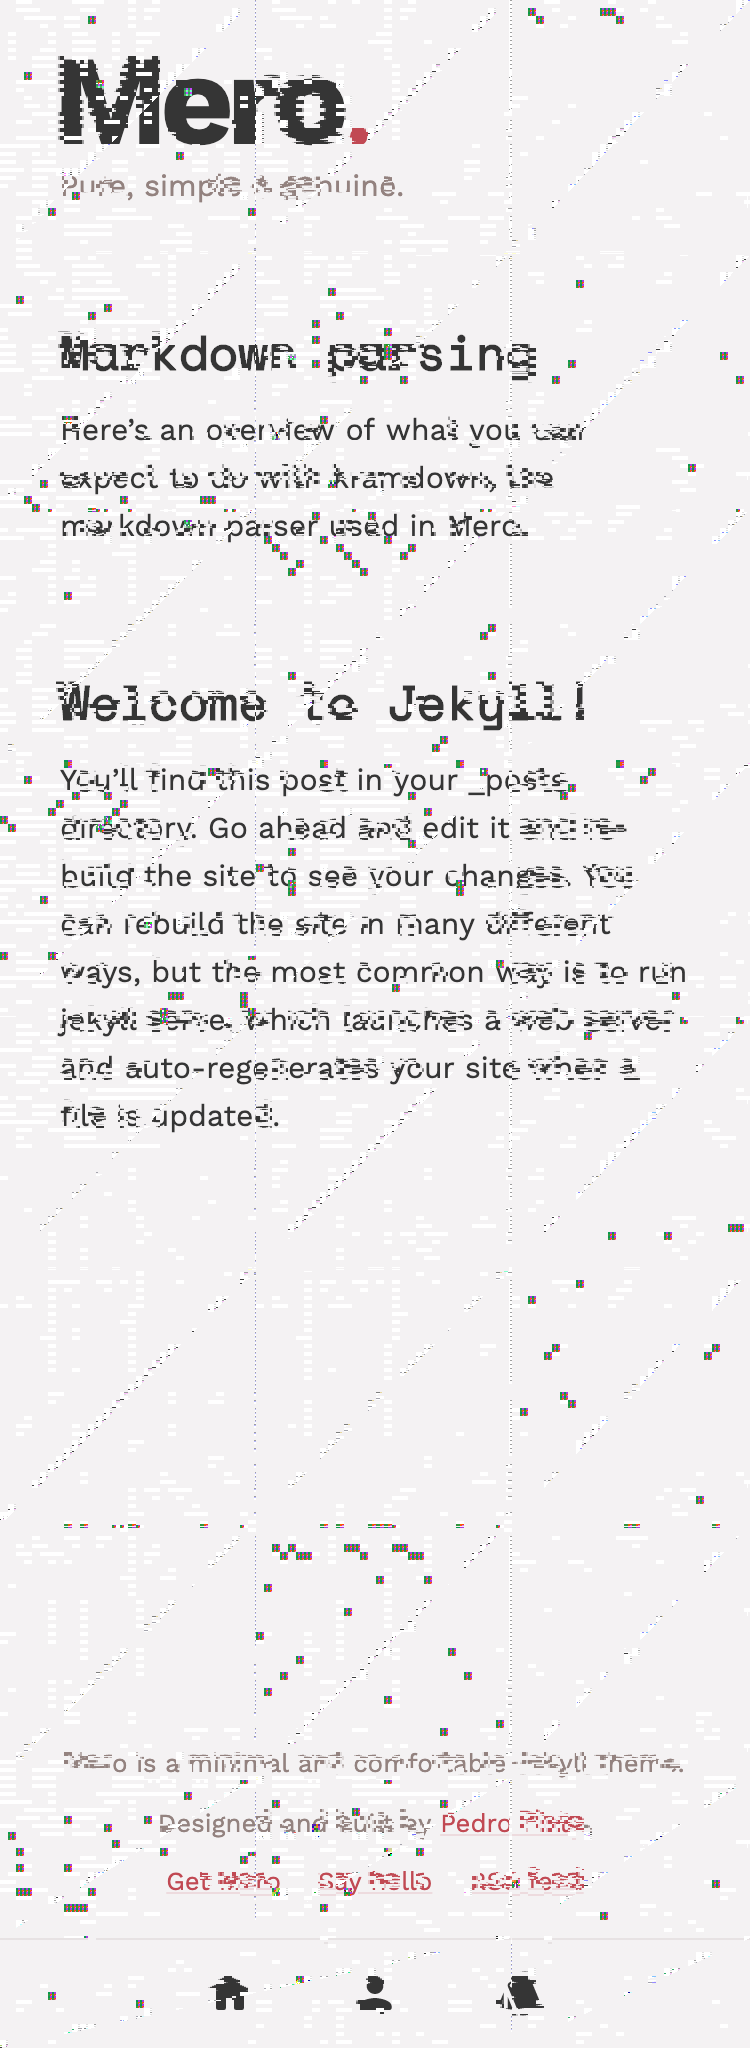 Mero.
Pure, simple & genuine.
Markdown parsing
Here’s an overview of what you can
expect to do with kramdown, the
markdown parser used in Mero.
Welcome to Jekyll!
You’ll find this post in your _posts
directory. Go ahead and edit it and re-
build the site to see your changes. You
can rebuild the site in many different
ways, but the most common way is to run
jekyll serve, which launches a web server
and auto-regenerates your site when a
file is updated.
Mero is a minimal and comfortable Jekyll theme.
Designed and built by Pedro
Get Mero Say hello RSS feed